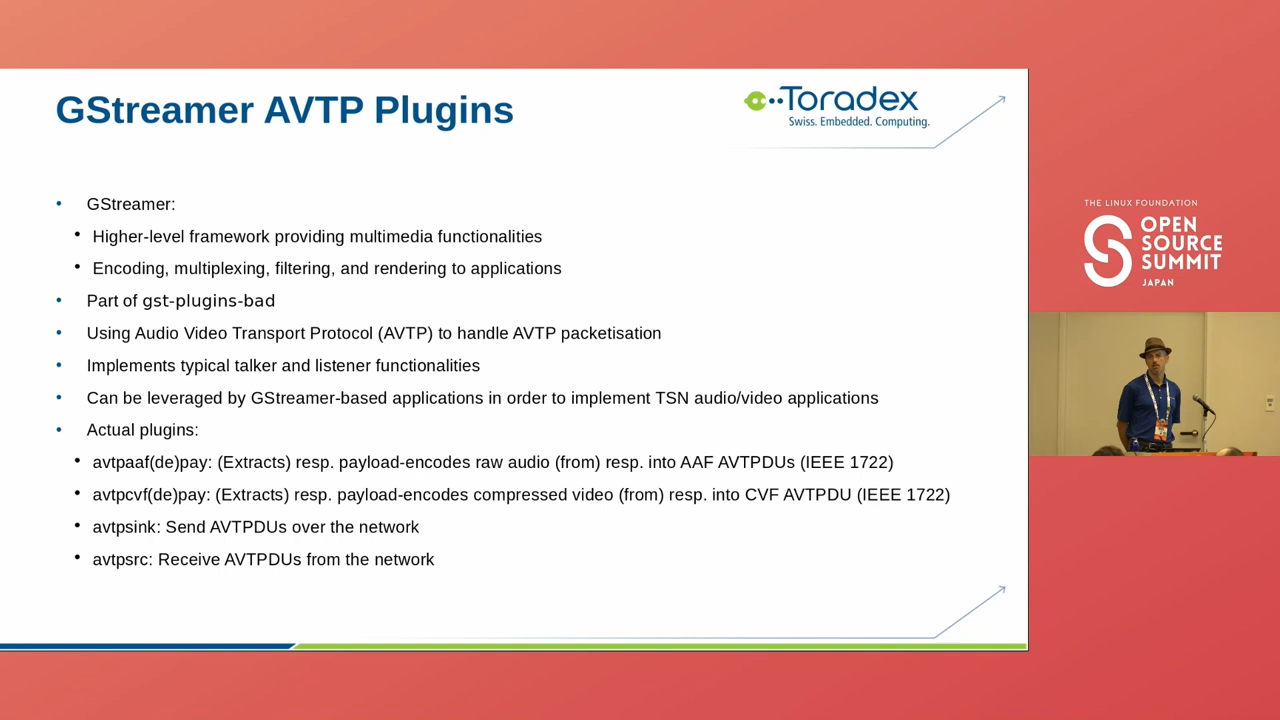 GStreamer AVTP Plugins
Toradex
Swiss. Embedded. Computing.
• GStreamer:
• Higher-level framework providing multimedia functionalities
• Encoding, multiplexing, filtering, and rendering to applications
• Part of gst-plugins-bad
• Using Audio Video Transport Protocol (AVTP) to handle AVTP packetisation
• Implements typical talker and listener functionalities
• Can be leveraged by GStreamer-based applications in order to implement TSN audio/video applications
• Actual plugins:
• avtpaaf(de)pay: (Extracts) resp. payload-encodes raw audio (from) resp. into AAF AVTPDUs (IEEE 1722)
• avtpcvf(de)pay: (Extracts) resp. payload-encodes compressed video (from) resp. into CVF AVTPDU (IEEE 1722)
• avtpsink: Send AVTPDUs over the network
• avtpsrc: Receive AVTPDUs from the network
THE LINUX FOUNDATION
OPEN
SOURCE
SUMMIT
JAPAN